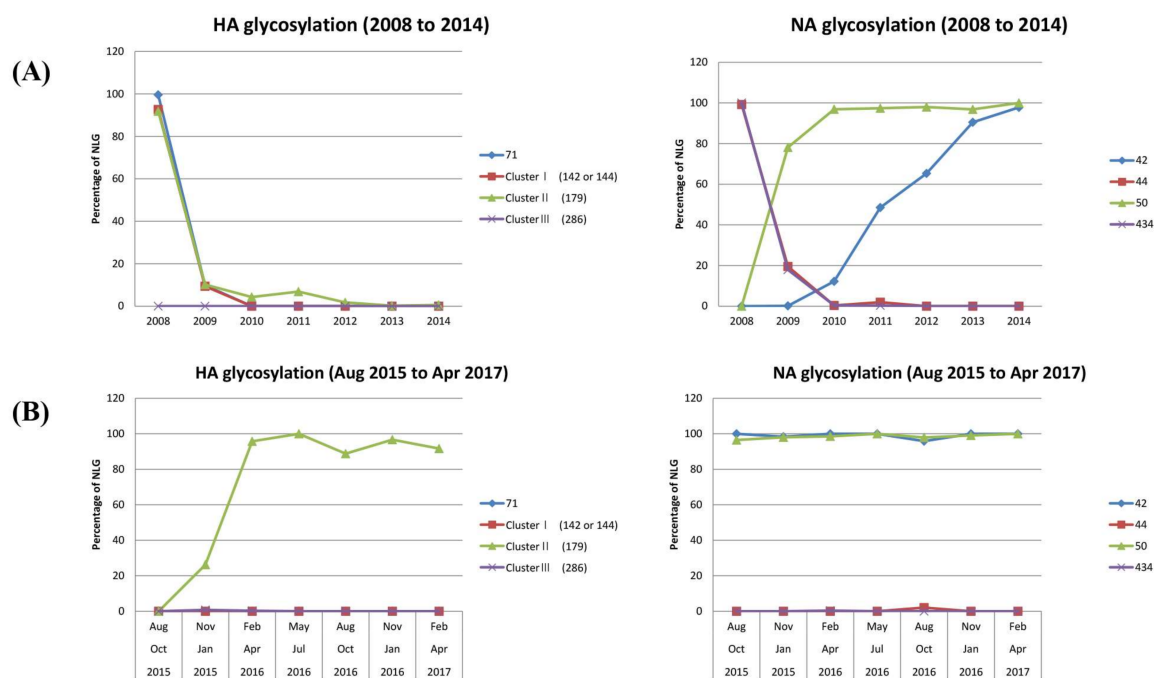 (A)
HA glycosylation (2008 to 2014)
Percentage of NLG
120
100
80
60
40
20
0
2008 2009 2010 2011 2012 2013 2014
71
Cluster Ⅰ (142 or 144)
Cluster Ⅱ (179)
Cluster Ⅲ (286)
NA glycosylation (2008 to 2014)
Percentage of NLG
120
100
80
60
40
20
0
2008 2009 2010 2011 2012 2013 2014
42
44
50
434
(B)
HA glycosylation (Aug 2015 to Apr 2017)
Percentage of NLG
120
100
80
60
40
20
0
Aug Nov Feb May Aug Nov Feb
Oct Jan Apr Jul Oct Jan Apr
2015 2015 2016 2016 2016 2016 2017
71
Cluster Ⅰ (142 or 144)
Cluster Ⅱ (179)
Cluster Ⅲ (286)
NA glycosylation (Aug 2015 to Apr 2017)
Percentage of NLG
120
100
80
60
40
20
0
Aug Nov Feb May Aug Nov Feb
Oct Jan Apr Jul Oct Jan Apr
2015 2015 2016 2016 2016 2016 2017
42
44
50
434